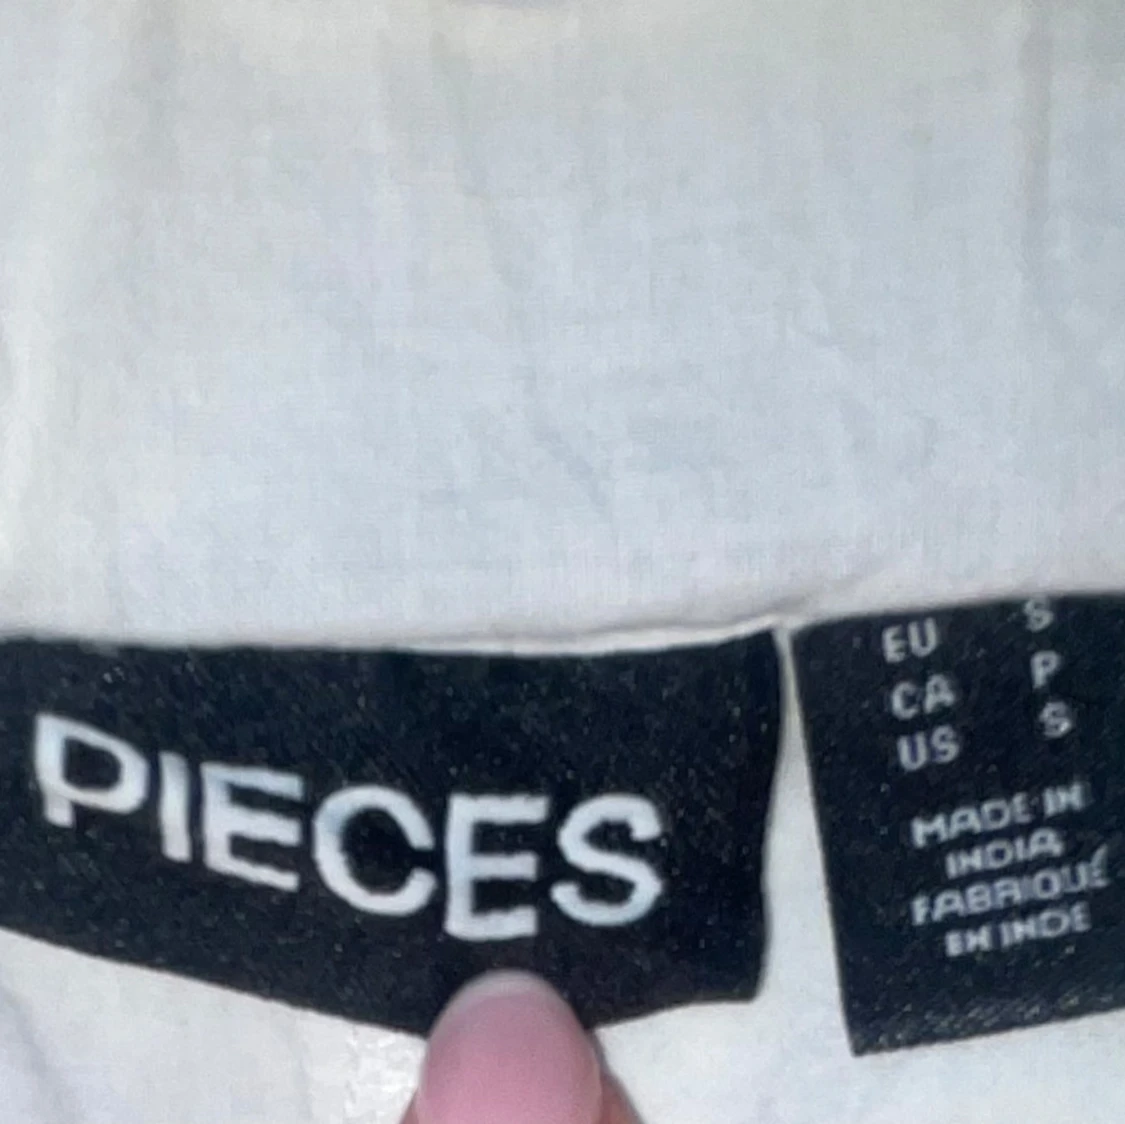 PIECES
EU S
CA P
US S
MADE IN
INDIA
FABRIQUÉ
EN INDE